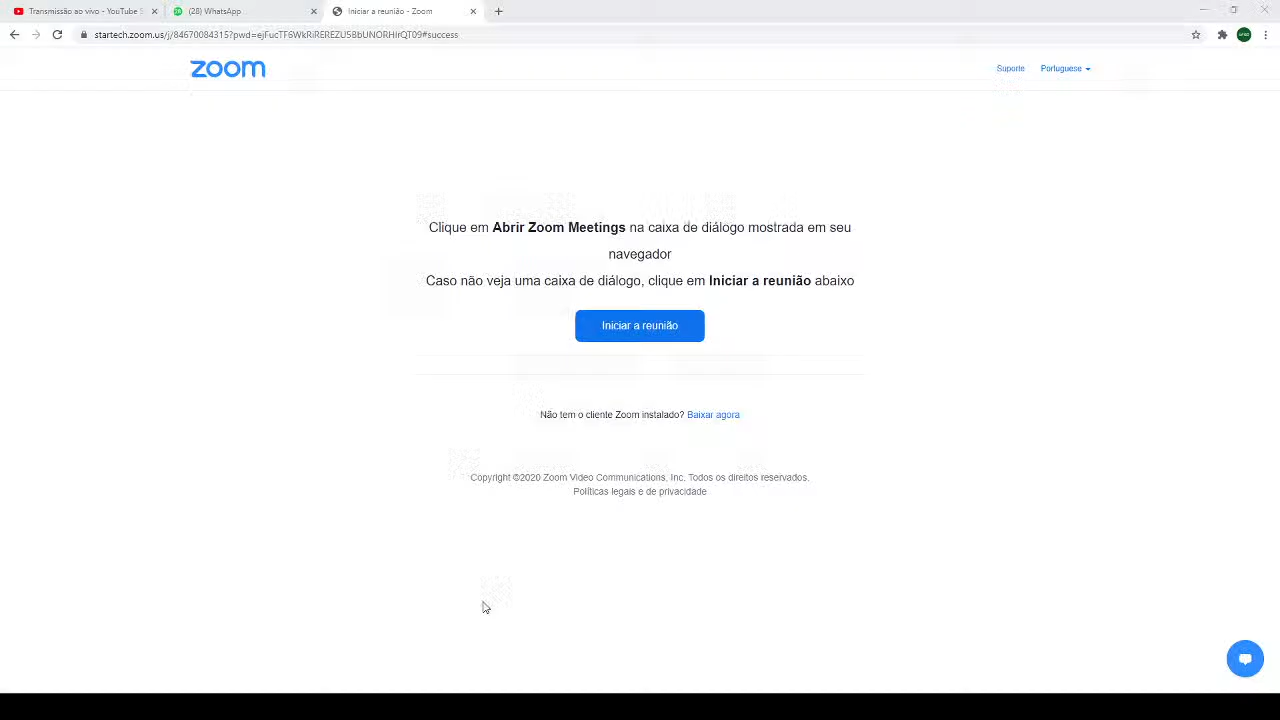 Transmissão ao vivo - YouTube S
(28) WhatsApp
Iniciar a reunião - Zoom
startech.zoom.us/j/84670084315?pwd=ejFucTF6WkRiREREZU5BbUNORHIrQT09#success
zoom
Suporte
Portuguese
Clique em Abrir Zoom Meetings na caixa de diálogo mostrada em seu
navegador
Caso não veja uma caixa de diálogo, clique em Iniciar a reunião abaixo
Iniciar a reunião
Não tem o cliente Zoom instalado? Baixar agora
Copyright ©2020 Zoom Video Communications, Inc. Todos os direitos reservados.
Políticas legais e de privacidade